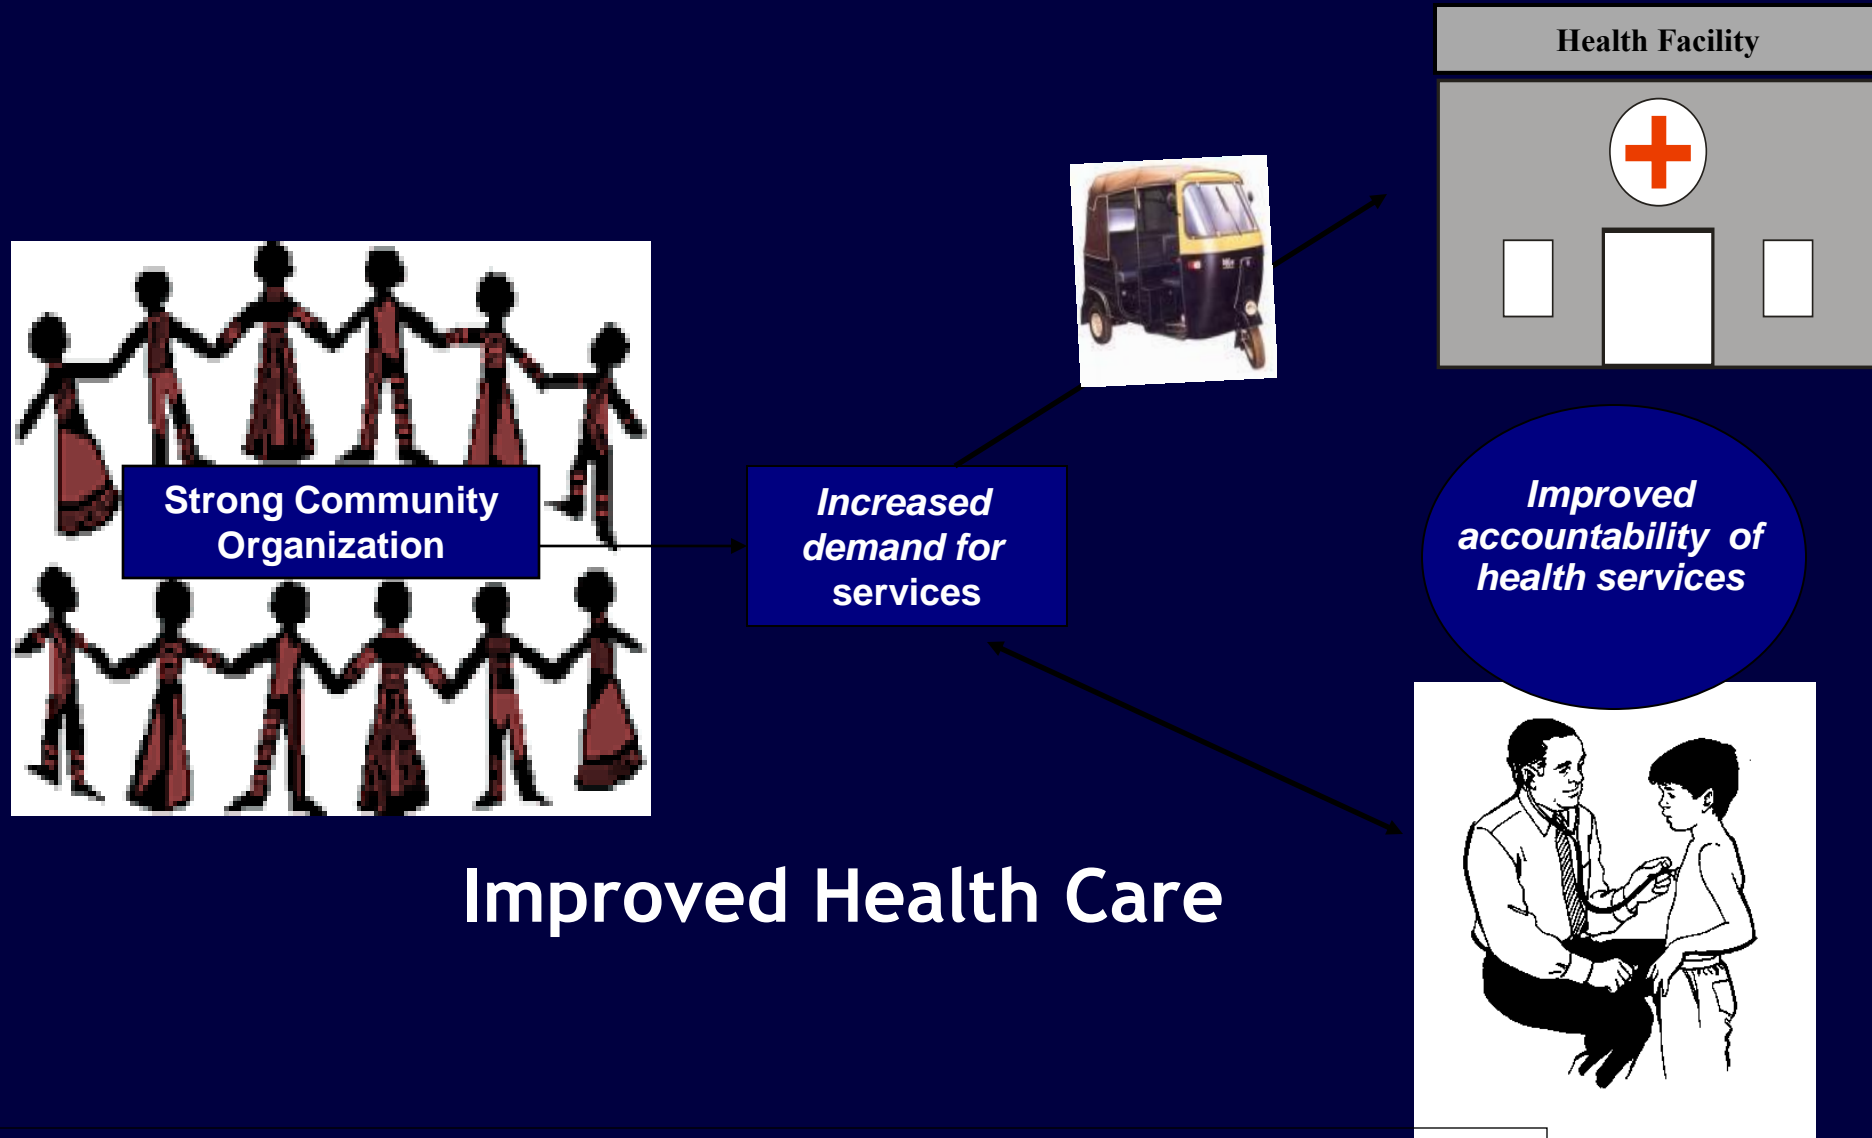 Health Facility
Strong Community
Organization
Increased
demand for
services
Improved
accountability of
health services
Improved Health Care